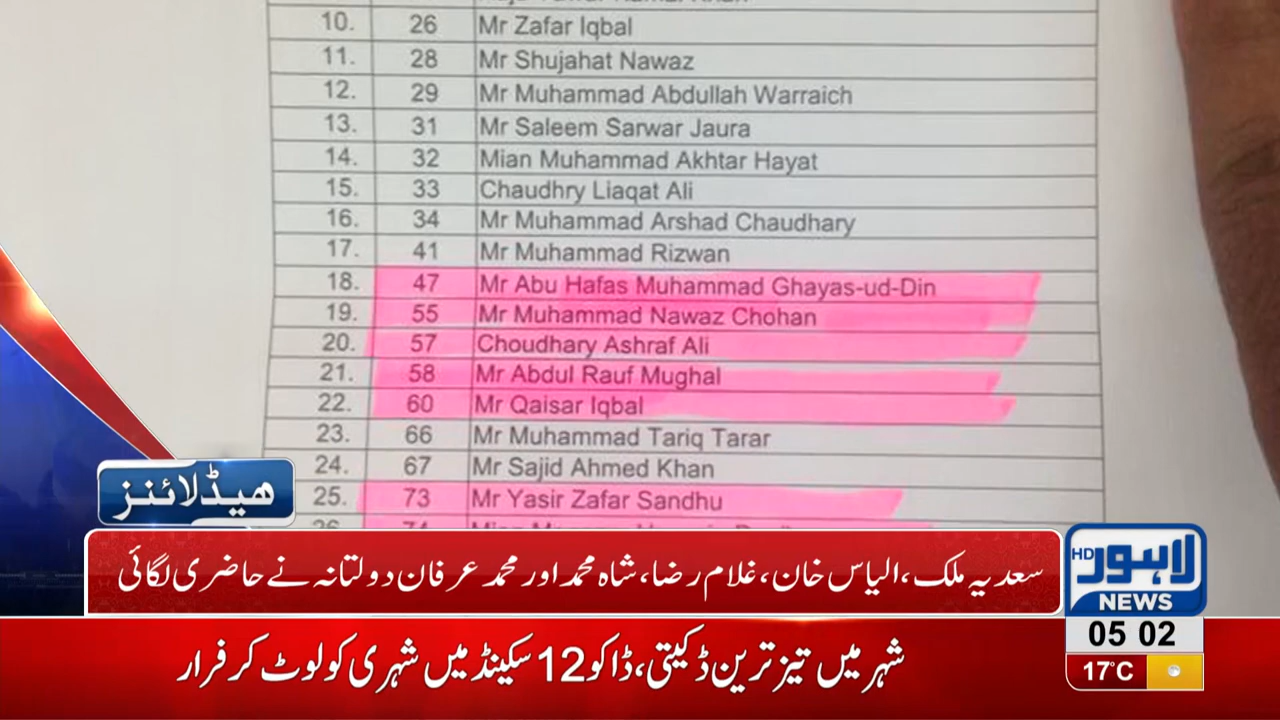 10. 26 Mr Zafar Iqbal
11. 28 Mr Shujahat Nawaz
12. 29 Mr Muhammad Abdullah Warraich
13. 31 Mr Saleem Sarwar Jaura
14. 32 Mian Muhammad Akhtar Hayat
15. 33 Chaudhry Liaqat Ali
16. 34 Mr Muhammad Arshad Chaudhary
17. 41 Mr Muhammad Rizwan
18. 47 Mr Abu Hafas Muhammad Ghayas-ud-Din
19. 55 Mr Muhammad Nawaz Chohan
20. 57 Choudhary Ashraf Ali
21. 58 Mr Abdul Rauf Mughal
22. 60 Mr Qaisar Iqbal
23. 66 Mr Muhammad Tariq Tarar
24. 67 Mr Sajid Ahmed Khan
25. 73 Mr Yasir Zafar Sandhu
26. 74 Mian
ہیڈلائنز
سعدیہ ملک، الیاس خان، غلام رضا، شاہ محمد اور محمد عرفان دولتانہ نے حاضری لگائی
لاہور HD
NEWS
05 02
17°C
شہر میں تیز ترین ڈکیتی، ڈاکو 12 سکینڈ میں شہری کو لوٹ کر فرار